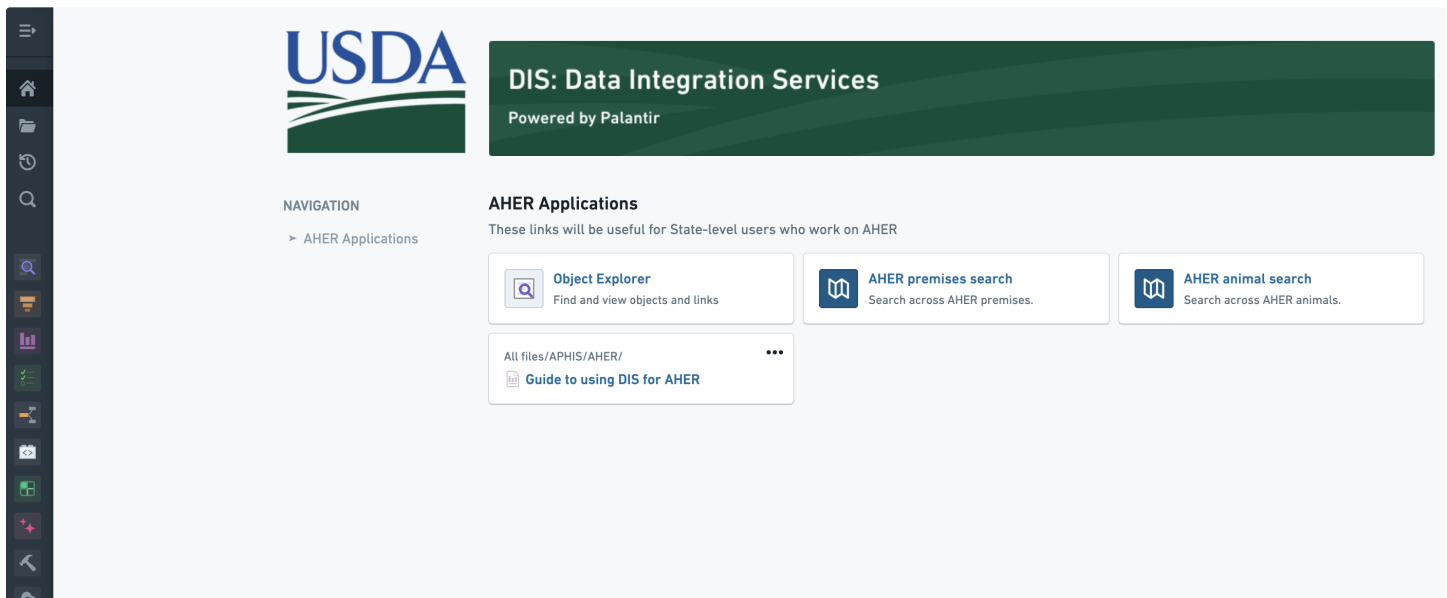 USDA
DIS: Data Integration Services
Powered by Palantir
NAVIGATION
➤ AHER Applications
AHER Applications
These links will be useful for State-level users who work on AHER
Object Explorer
Find and view objects and links
AHER premises search
Search across AHER premises.
AHER animal search
Search across AHER animals.
All files/APHIS/AHER/
Guide to using DIS for AHER